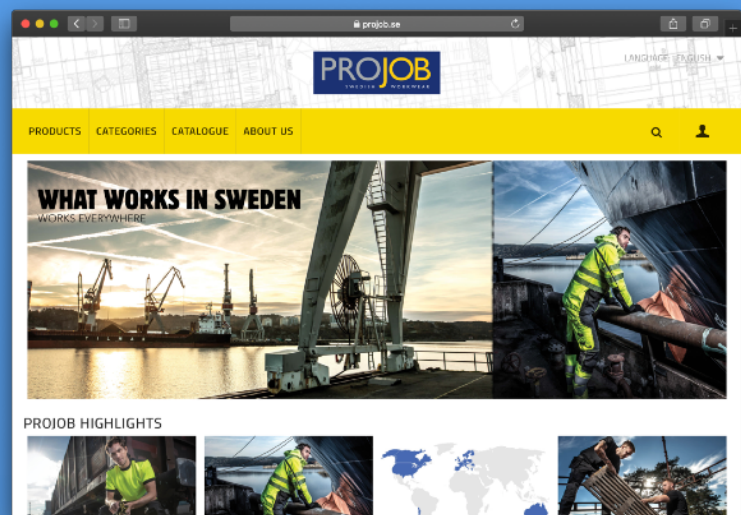 projob.se
PROJOB
SWEDISH WORKWEAR
LANGUAGE: ENGLISH
PRODUCTS
CATEGORIES
CATALOGUE
ABOUT US
WHAT WORKS IN SWEDEN
WORKS EVERYWHERE
PROJOB HIGHLIGHTS